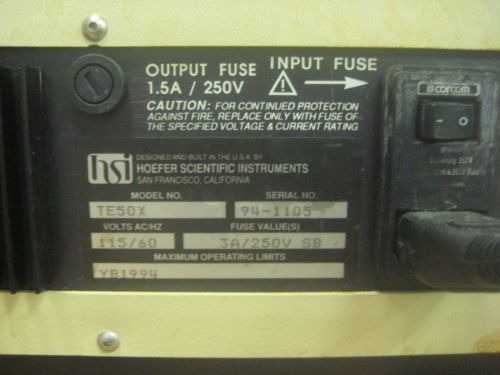 OUTPUT FUSE
1.5A / 250V
INPUT FUSE
CAUTION: FOR CONTINUED PROTECTION
AGAINST FIRE, REPLACE ONLY WITH FUSE OF
THE SPECIFIED VOLTAGE & CURRENT RATING
corcom
hsi
DESIGNED AND BUILT IN THE U.S.A. BY
HOEFER SCIENTIFIC INSTRUMENTS
SAN FRANCISCO, CALIFORNIA
MODEL NO. SERIAL NO.
TE50X 94-1105
VOLTS AC/HZ FUSE VALUE(S)
115/60 3A/250V SB
MAXIMUM OPERATING LIMITS
YB1994